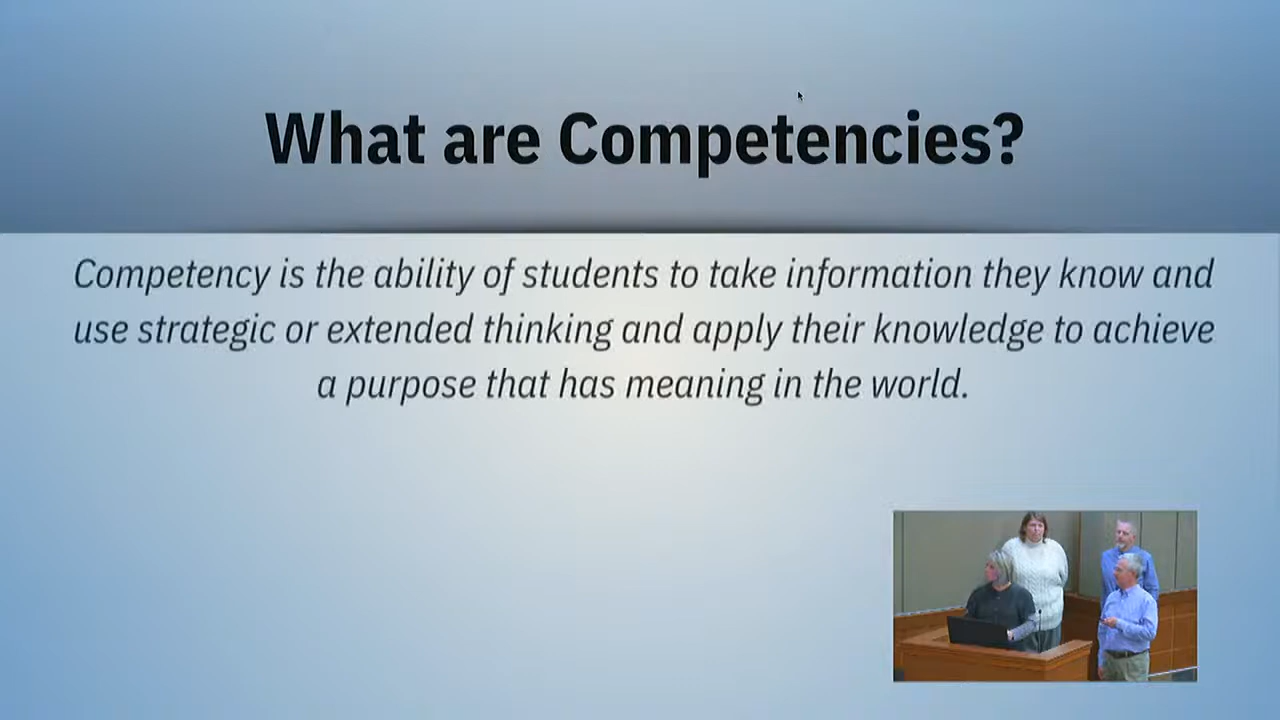 What are Competencies?
Competency is the ability of students to take information they know and
use strategic or extended thinking and apply their knowledge to achieve
a purpose that has meaning in the world.